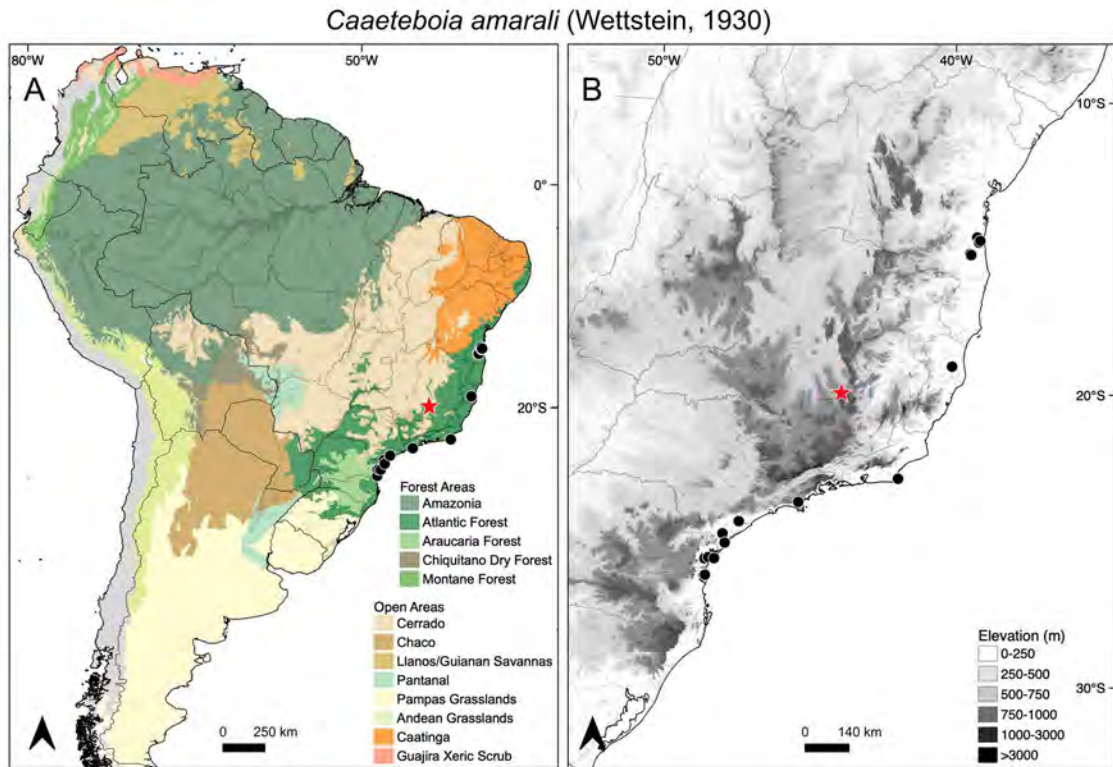 Caaeteboia amarali (Wettstein, 1930)
80°W
50°W
A
0°
20°S
Forest Areas
Amazonia
Atlantic Forest
Araucaria Forest
Chiquitano Dry Forest
Montane Forest
Open Areas
Cerrado
Chaco
Llanos/Guianan Savannas
Pantanal
Pampas Grasslands
Andean Grasslands
Caatinga
Guajira Xeric Scrub
0 250 km
50°W
40°W
B
10°S
20°S
30°S
Elevation (m)
0-250
250-500
500-750
750-1000
1000-3000
>3000
0 140 km